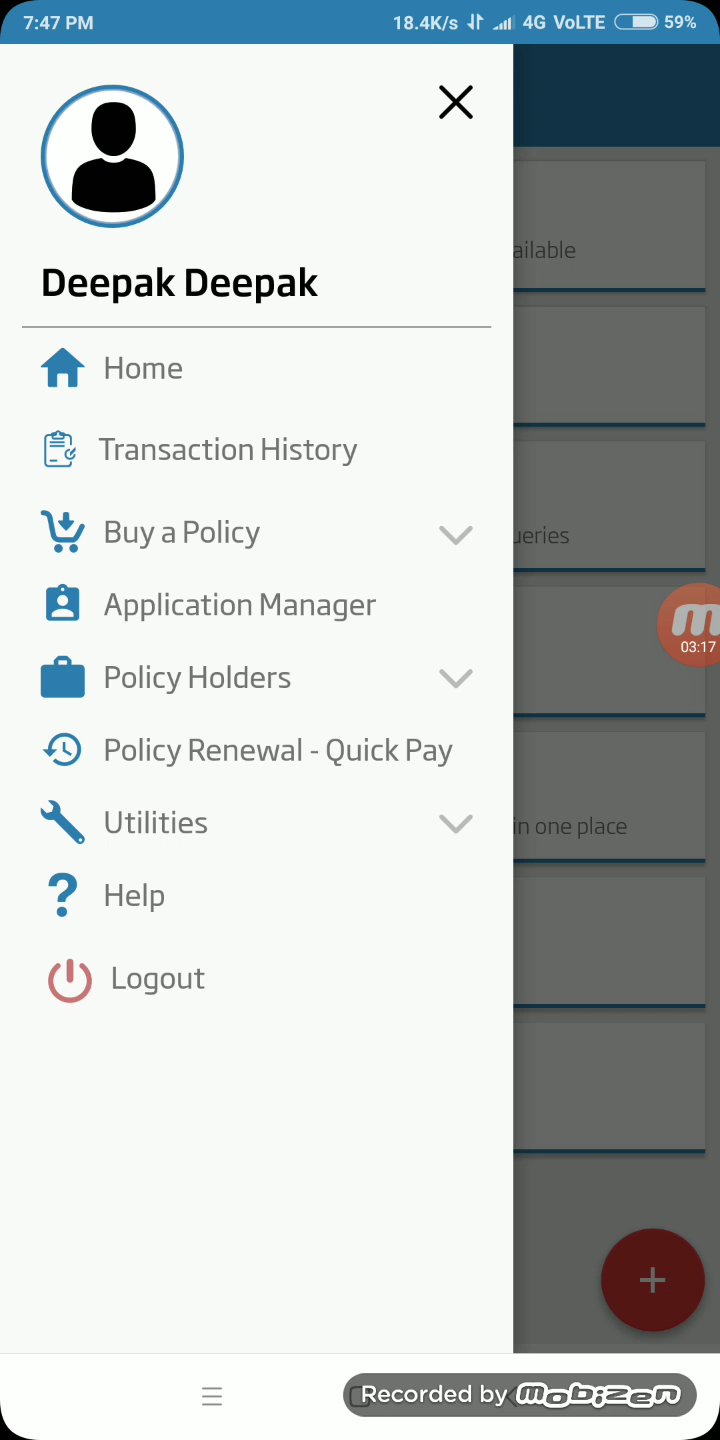 7:47 PM 18.4K/s 4G VoLTE 59%
Deepak Deepak
ailable
Home
Transaction History
Buy a Policy
ueries
Application Manager
03:17
Policy Holders
Policy Renewal - Quick Pay
Utilities
in one place
Help
Logout
+
Recorded by mobizen